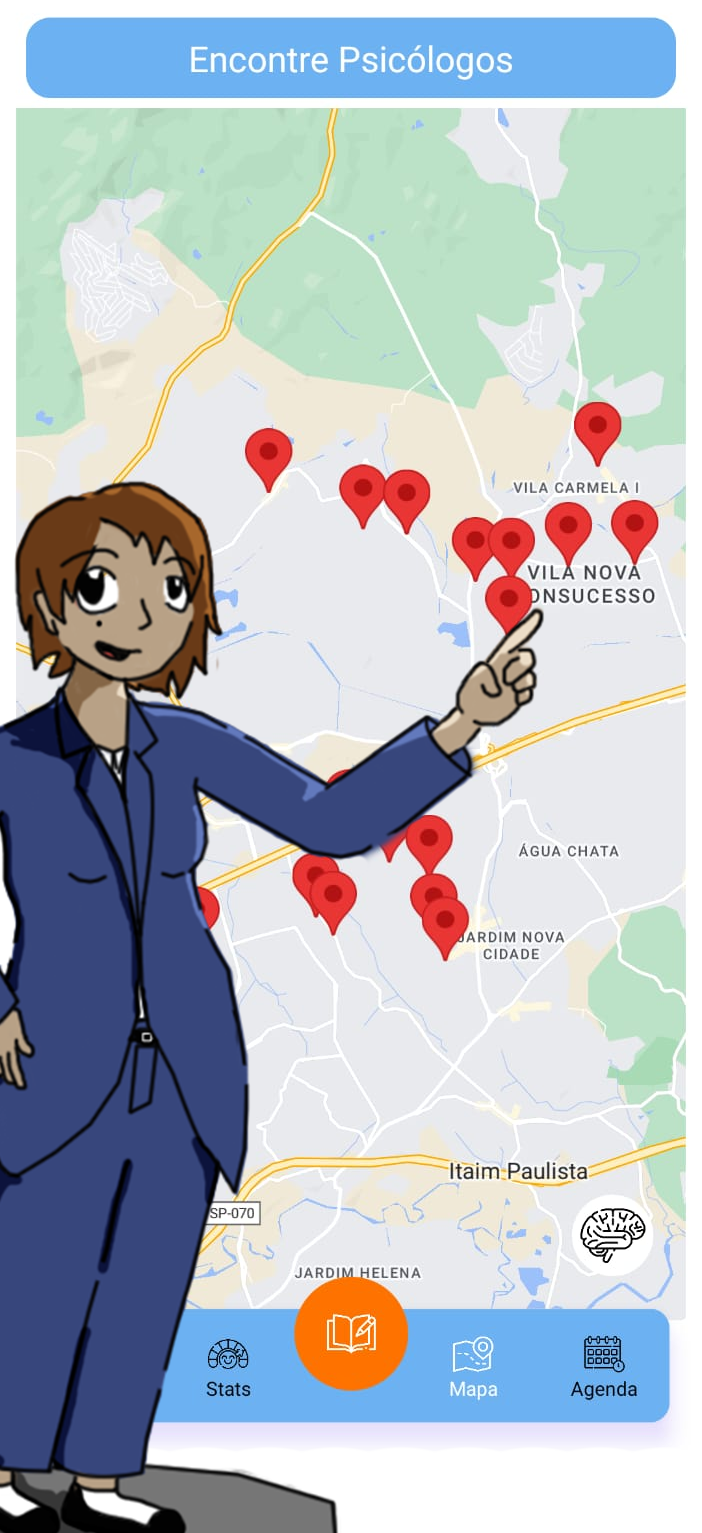 Encontre Psicólogos
VILA CARMELA I
VILA NOVA
ONSUCESSO
ÁGUA CHATA
JARDIM NOVA
CIDADE
Itaim Paulista
SP-070
JARDIM HELENA
Stats
Mapa
Agenda